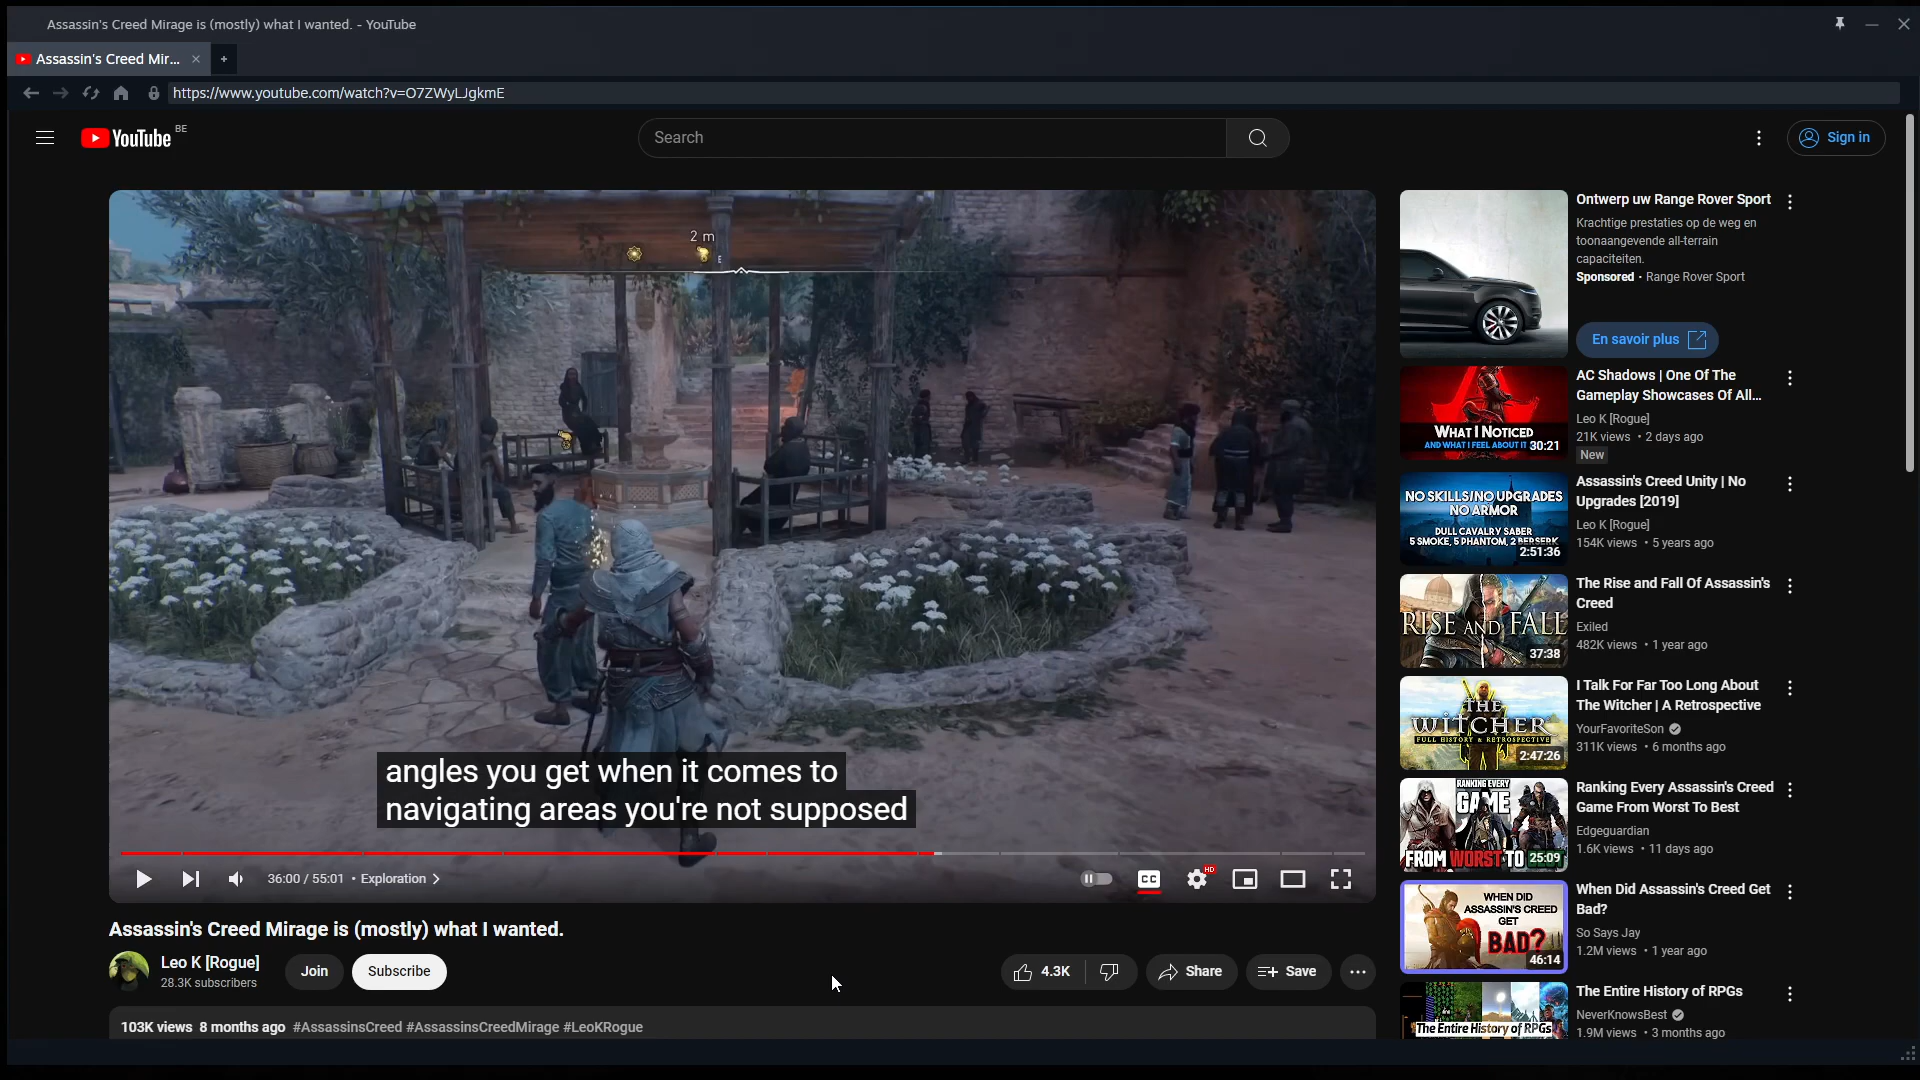 Assassin's Creed Mirage is (mostly) what I wanted. - YouTube
Assassin's Creed Mir...
https://www.youtube.com/watch?v=O7ZWyLJgkmE
YouTube BE
Search
Sign in
2 m
E
angles you get when it comes to
navigating areas you're not supposed
36:00 / 55:01 • Exploration
CC
HD
Assassin's Creed Mirage is (mostly) what I wanted.
Leo K [Rogue]
28.3K subscribers
Join
Subscribe
4.3K
Share
Save
103K views 8 months ago #AssassinsCreed #AssassinsCreedMirage #LeoKRogue
Ontwerp uw Range Rover Sport
Krachtige prestaties op de weg en
toonaangevende all-terrain
capaciteiten.
Sponsored • Range Rover Sport
En savoir plus
WHAT I NOTICED
AND WHAT I FEEL ABOUT IT
30:21
AC Shadows | One Of The
Gameplay Showcases Of All...
Leo K [Rogue]
21K views • 2 days ago
New
NO SKILLS/NO UPGRADES
NO ARMOR
DULL CAVALRY SABER
5 SMOKE, 5 PHANTOM, 2 BERSERK
2:51:36
Assassin's Creed Unity | No
Upgrades [2019]
Leo K [Rogue]
154K views • 5 years ago
RISE AND FALL
37:38
The Rise and Fall Of Assassin's
Creed
Exiled
482K views • 1 year ago
THE
WITCHER
FULL HISTORY & RETROSPECTIVE
2:47:26
I Talk For Far Too Long About
The Witcher | A Retrospective
YourFavoriteSon
311K views • 6 months ago
RANKING EVERY
GAME
FROM WORST TO
25:09
Ranking Every Assassin's Creed
Game From Worst To Best
Edgeguardian
1.6K views • 11 days ago
WHEN DID
ASSASSIN'S CREED
GET
BAD?
46:14
When Did Assassin's Creed Get
Bad?
So Says Jay
1.2M views • 1 year ago
The Entire History of RPGs
The Entire History of RPGs
NeverKnowsBest
1.9M views • 3 months ago